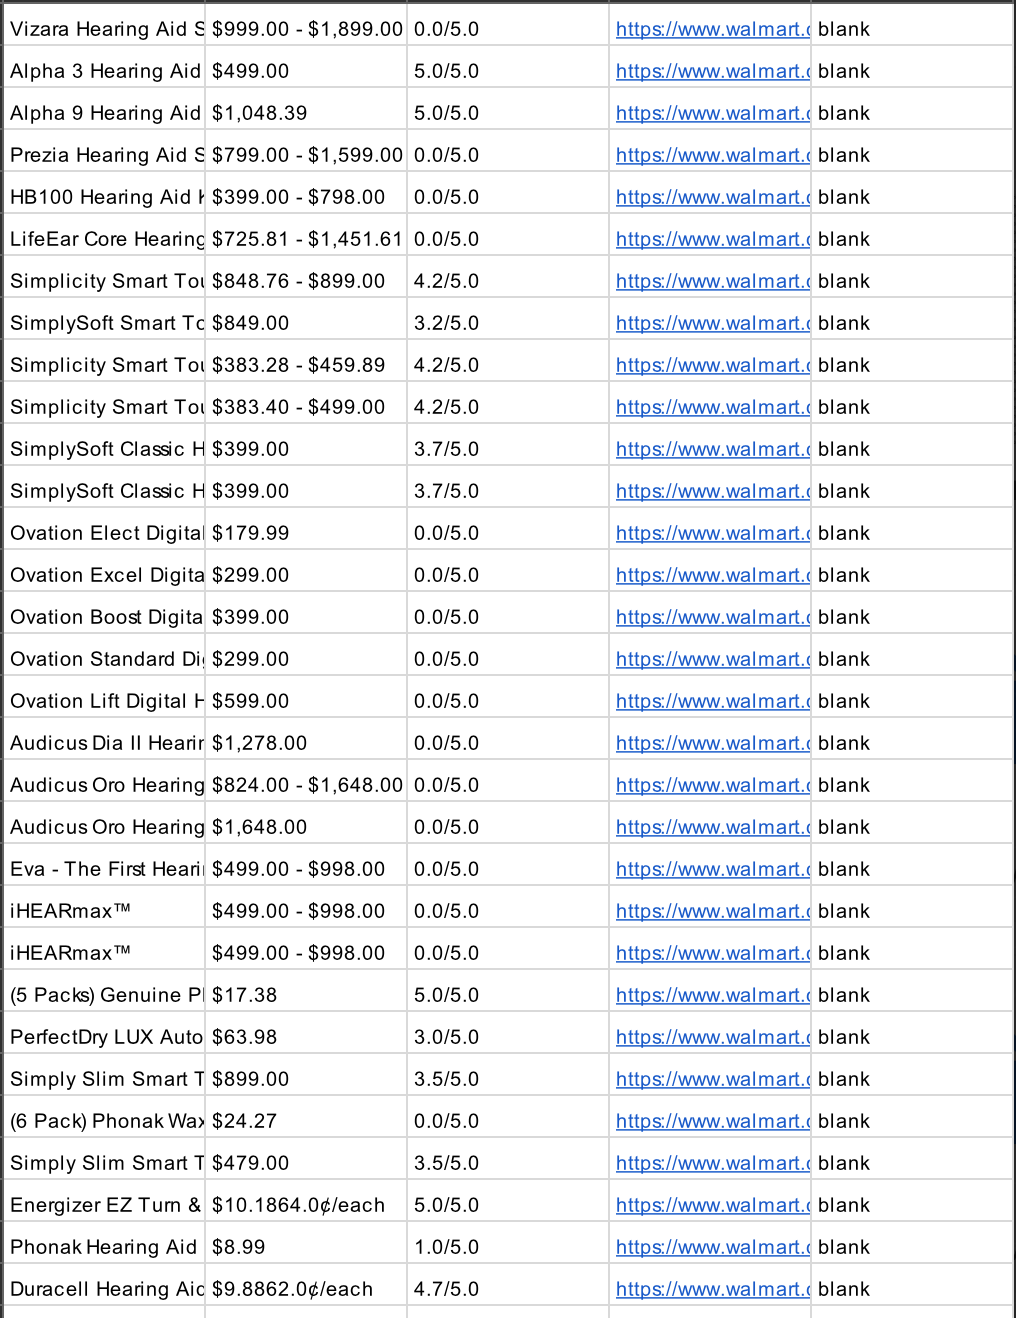 Vizara Hearing Aid S $999.00 - $1,899.00 0.0/5.0 https://www.walmart.c blank
Alpha 3 Hearing Aid $499.00 5.0/5.0 https://www.walmart.c blank
Alpha 9 Hearing Aid $1,048.39 5.0/5.0 https://www.walmart.c blank
Prezia Hearing Aid S $799.00 - $1,599.00 0.0/5.0 https://www.walmart.c blank
HB100 Hearing Aid K $399.00 - $798.00 0.0/5.0 https://www.walmart.c blank
LifeEar Core Hearing $725.81 - $1,451.61 0.0/5.0 https://www.walmart.c blank
Simplicity Smart Tou $848.76 - $899.00 4.2/5.0 https://www.walmart.c blank
SimplySoft Smart To $849.00 3.2/5.0 https://www.walmart.c blank
Simplicity Smart Tou $383.28 - $459.89 4.2/5.0 https://www.walmart.c blank
Simplicity Smart Tou $383.40 - $499.00 4.2/5.0 https://www.walmart.c blank
SimplySoft Classic H $399.00 3.7/5.0 https://www.walmart.c blank
SimplySoft Classic H $399.00 3.7/5.0 https://www.walmart.c blank
Ovation Elect Digital $179.99 0.0/5.0 https://www.walmart.c blank
Ovation Excel Digita $299.00 0.0/5.0 https://www.walmart.c blank
Ovation Boost Digita $399.00 0.0/5.0 https://www.walmart.c blank
Ovation Standard Dig $299.00 0.0/5.0 https://www.walmart.c blank
Ovation Lift Digital H $599.00 0.0/5.0 https://www.walmart.c blank
Audicus Dia II Hearin $1,278.00 0.0/5.0 https://www.walmart.c blank
Audicus Oro Hearing $824.00 - $1,648.00 0.0/5.0 https://www.walmart.c blank
Audicus Oro Hearing $1,648.00 0.0/5.0 https://www.walmart.c blank
Eva - The First Heari $499.00 - $998.00 0.0/5.0 https://www.walmart.c blank
iHEARmax™ $499.00 - $998.00 0.0/5.0 https://www.walmart.c blank
iHEARmax™ $499.00 - $998.00 0.0/5.0 https://www.walmart.c blank
(5 Packs) Genuine Pl $17.38 5.0/5.0 https://www.walmart.c blank
PerfectDry LUX Auto $63.98 3.0/5.0 https://www.walmart.c blank
Simply Slim Smart T $899.00 3.5/5.0 https://www.walmart.c blank
(6 Pack) Phonak Wax $24.27 0.0/5.0 https://www.walmart.c blank
Simply Slim Smart T $479.00 3.5/5.0 https://www.walmart.c blank
Energizer EZ Turn & $10.1864.0¢/each 5.0/5.0 https://www.walmart.c blank
Phonak Hearing Aid $8.99 1.0/5.0 https://www.walmart.c blank
Duracell Hearing Aid $9.8862.0¢/each 4.7/5.0 https://www.walmart.c blank